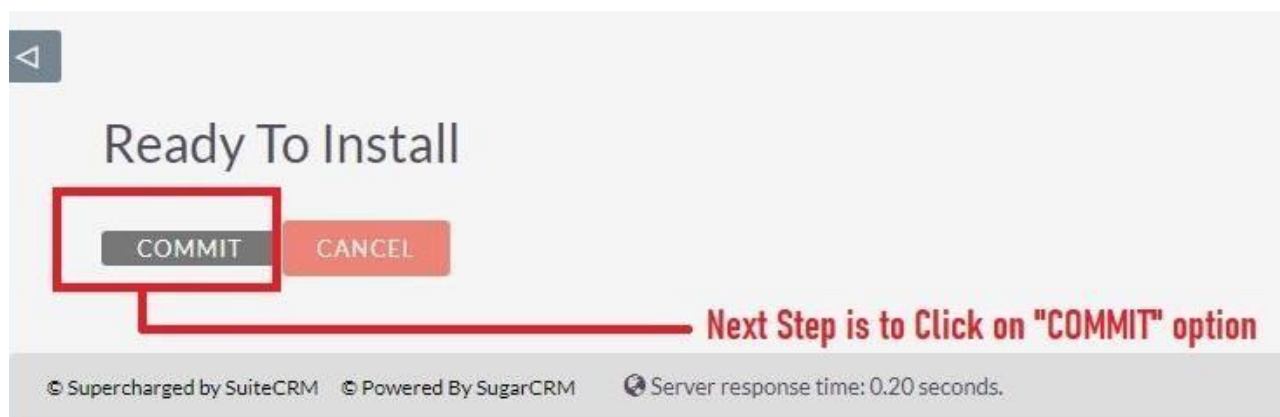 Ready To Install
COMMIT CANCEL
Next Step is to Click on "COMMIT" option
© Supercharged by SuiteCRM © Powered By SugarCRM Server response time: 0.20 seconds.